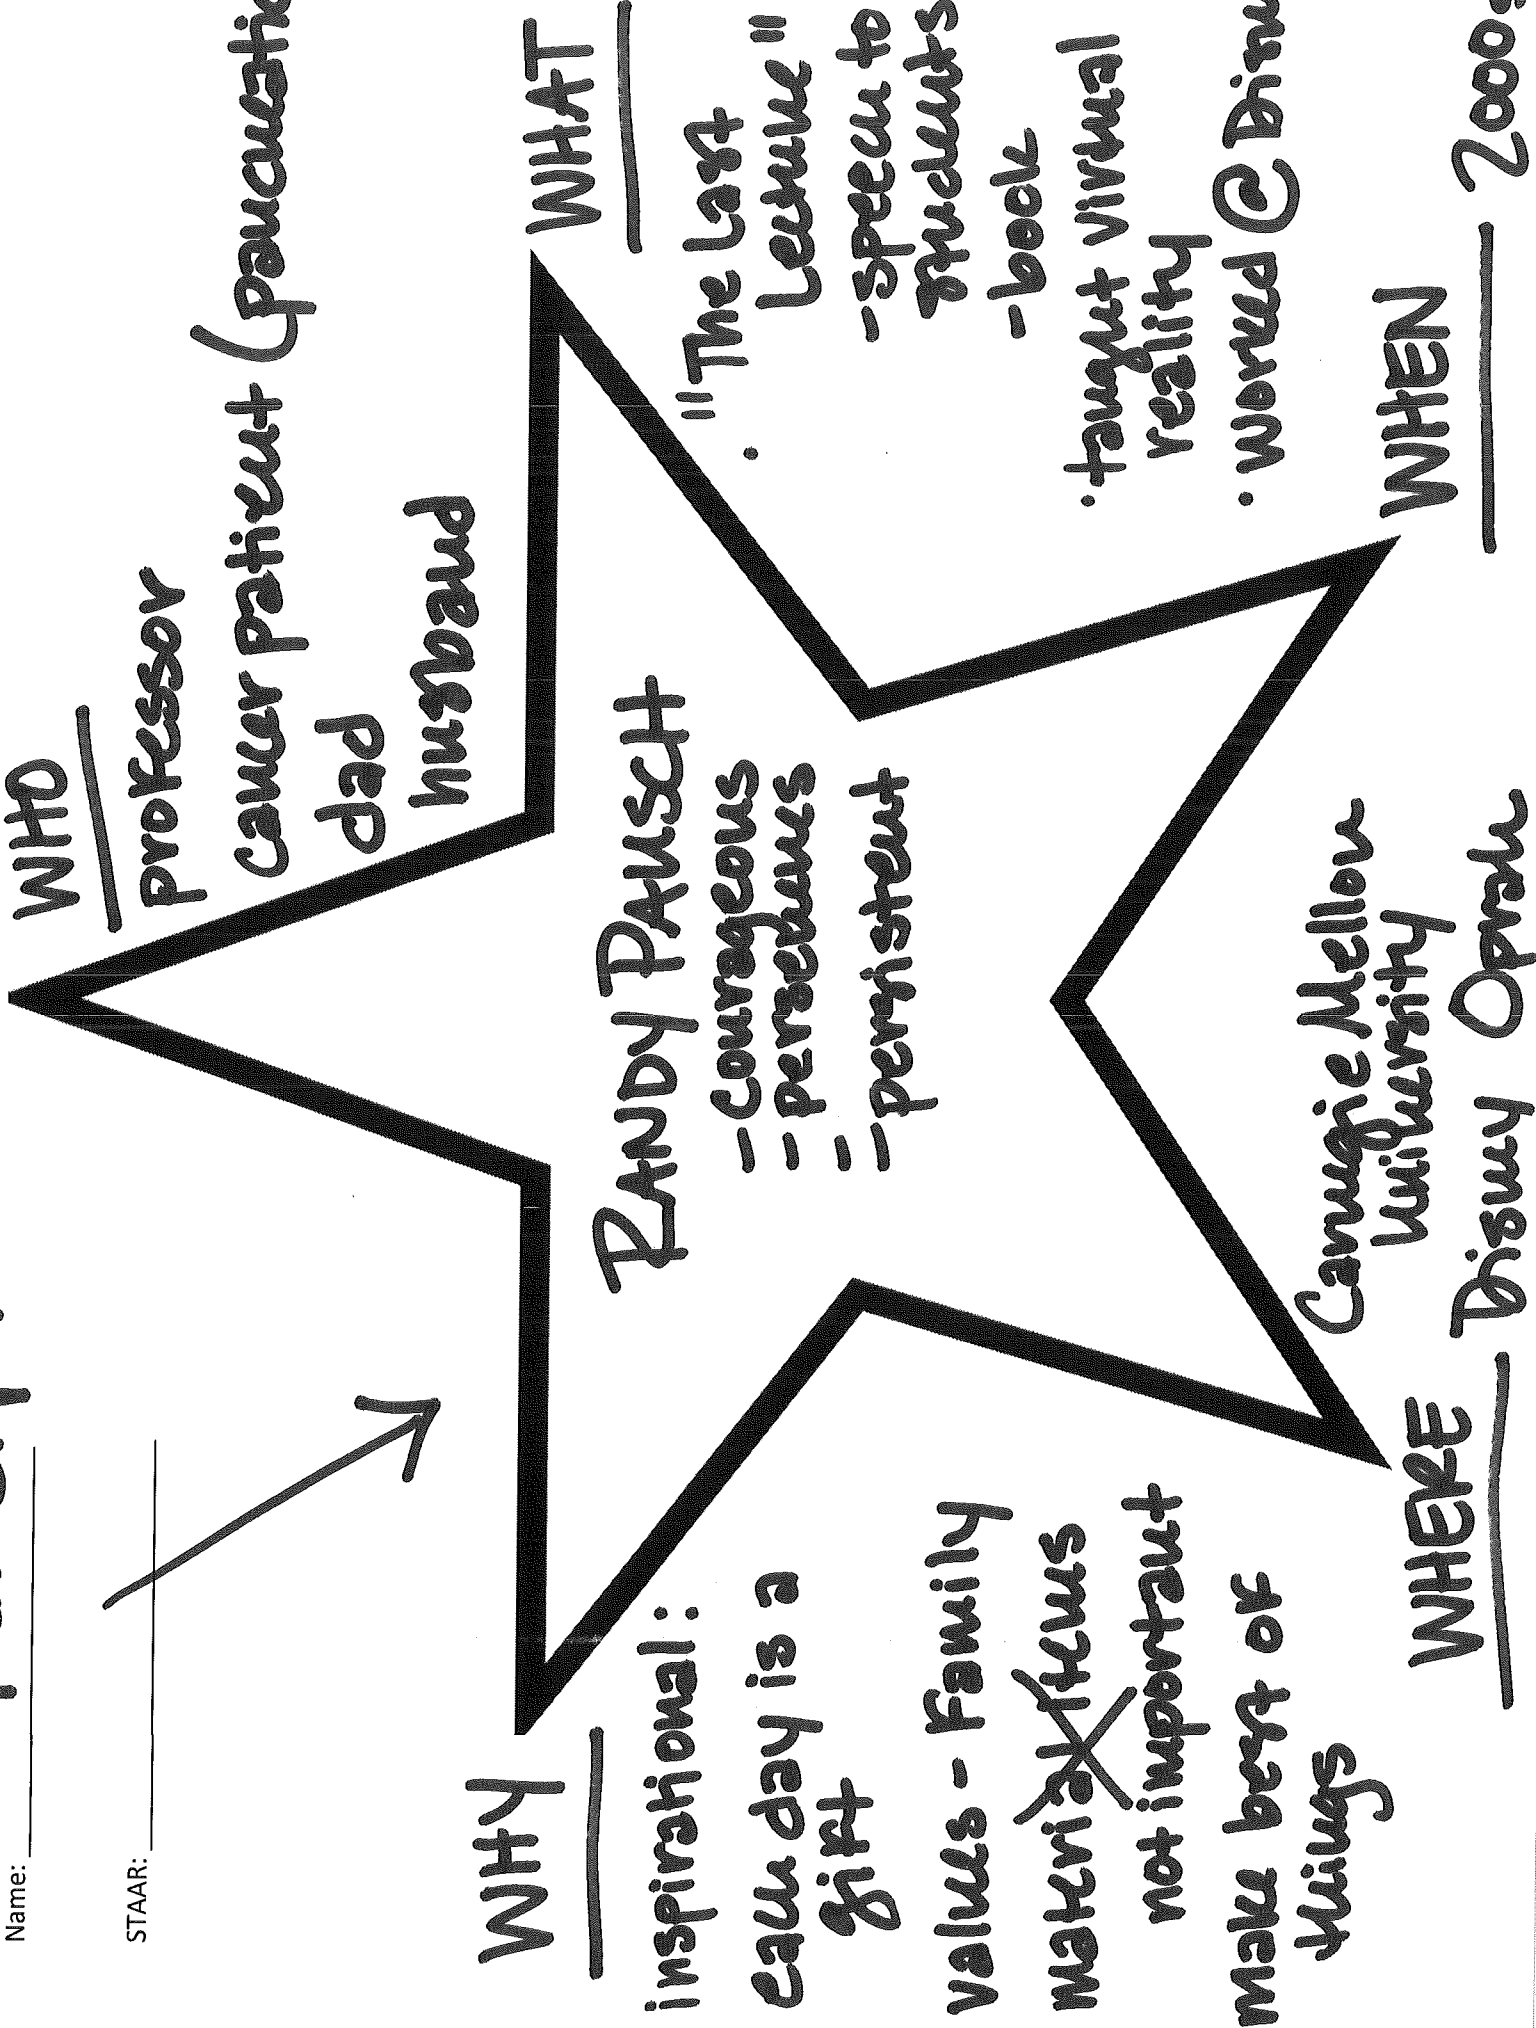 Name:
STAAR:
WHO
professor
cancer patient (pancreatic
dad
husband
WHAT
• "The Last
Lecture"
- speech to
students
- book
• taught virtual
reality
• Worked @ Disn
WHEN
2000s
RANDY PAUSCH
- Courageous
- perseveres
-
- persistent
WHY
inspirational:
each day is a
gift
values - Family
material items
not important
make best of
things
WHERE
Carnegie Mellon
University
Disney Oprah